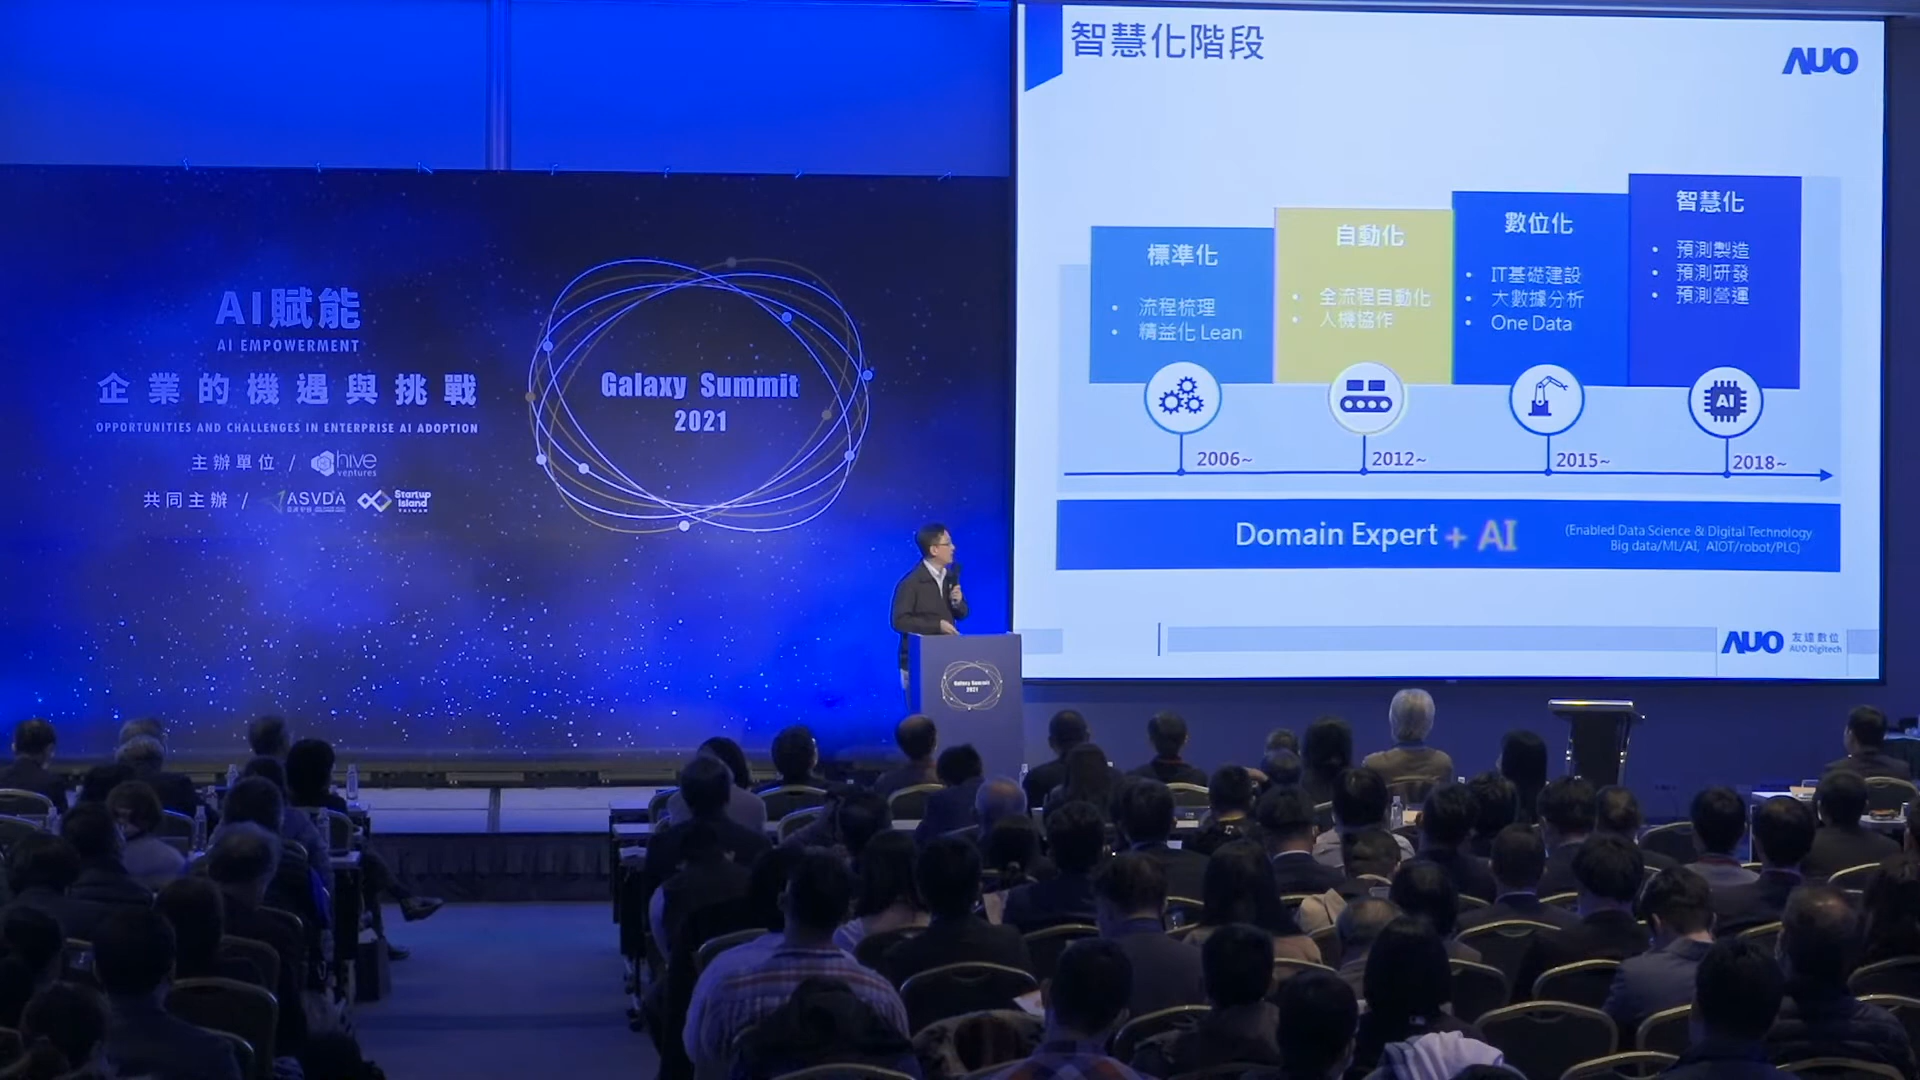 AI賦能
AI EMPOWERMENT
企業的機遇與挑戰
OPPORTUNITIES AND CHALLENGES IN ENTERPRISE AI ADOPTION
主辦單位 / hive ventures
共同主辦 / ASVDA Startup Island TAIWAN
Galaxy Summit
2021
Galaxy Summit
2021
智慧化階段
AUO
標準化
• 流程梳理
• 精益化 Lean
自動化
• 全流程自動化
• 人機協作
數位化
• IT基礎建設
• 大數據分析
• One Data
智慧化
• 預測製造
• 預測研發
• 預測營運
AI
2006~
2012~
2015~
2018~
Domain Expert + AI
(Enabled Data Science & Digital Technology
Big data/ML/AI, AIOT/robot/PLC)
AUO 友達數位
AUO Digitech